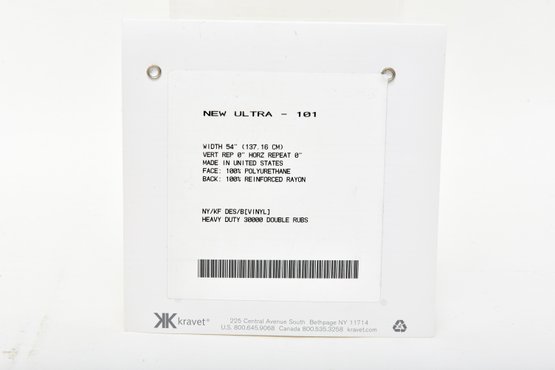 NEW ULTRA - 101
WIDTH 54" (137.16 CM)
VERT REP 0" HORZ REPEAT 0"
MADE IN UNITED STATES
FACE: 100% POLYURETHANE
BACK: 100% REINFORCED RAYON
NY/KF DES/B[VINYL]
HEAVY DUTY 30000 DOUBLE RUBS
kravet®
225 Central Avenue South Bethpage NY 11714
U.S. 800.645.9068 Canada 800.535.3258 kravet.com